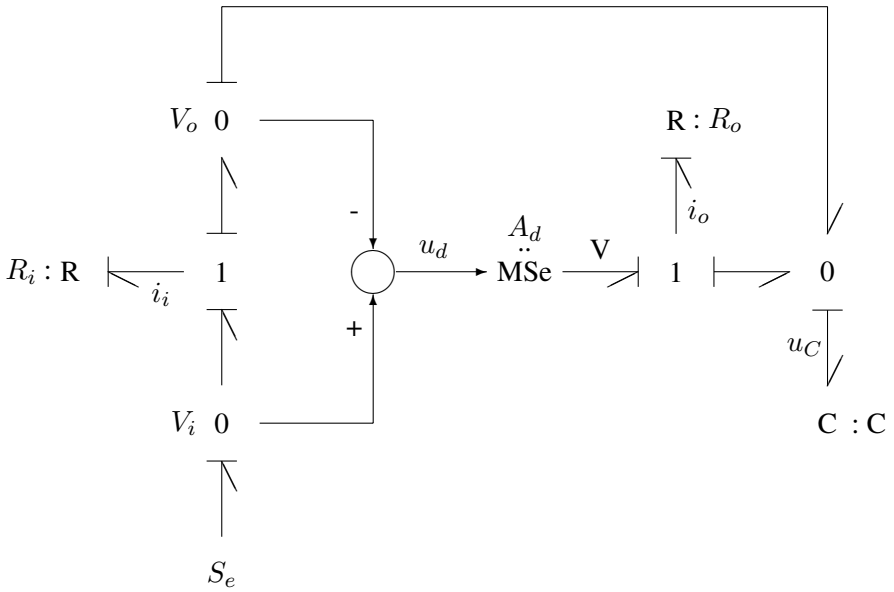 V_o 0
R : R_o
-
i_o
A_d
R_i : R
i_i
1
u_d
MSe
V
1
0
+
u_C
V_i 0
C : C
S_e